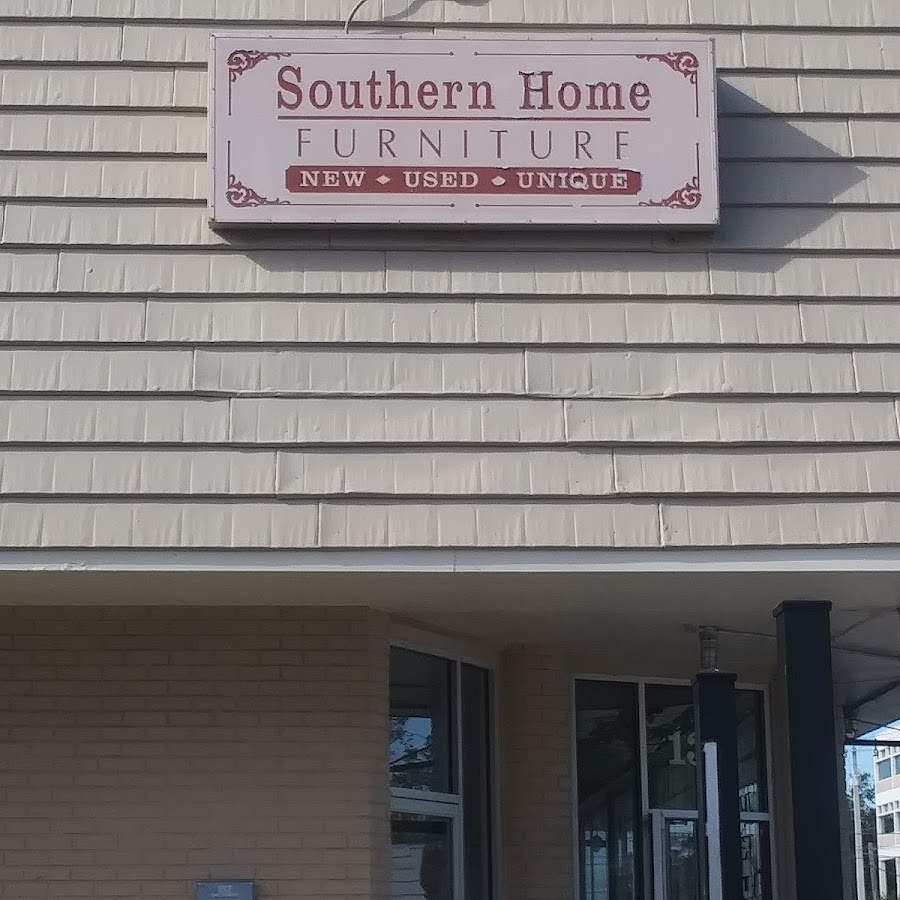 Southern Home
FURNITURE
NEW ◆ USED ◆ UNIQUE